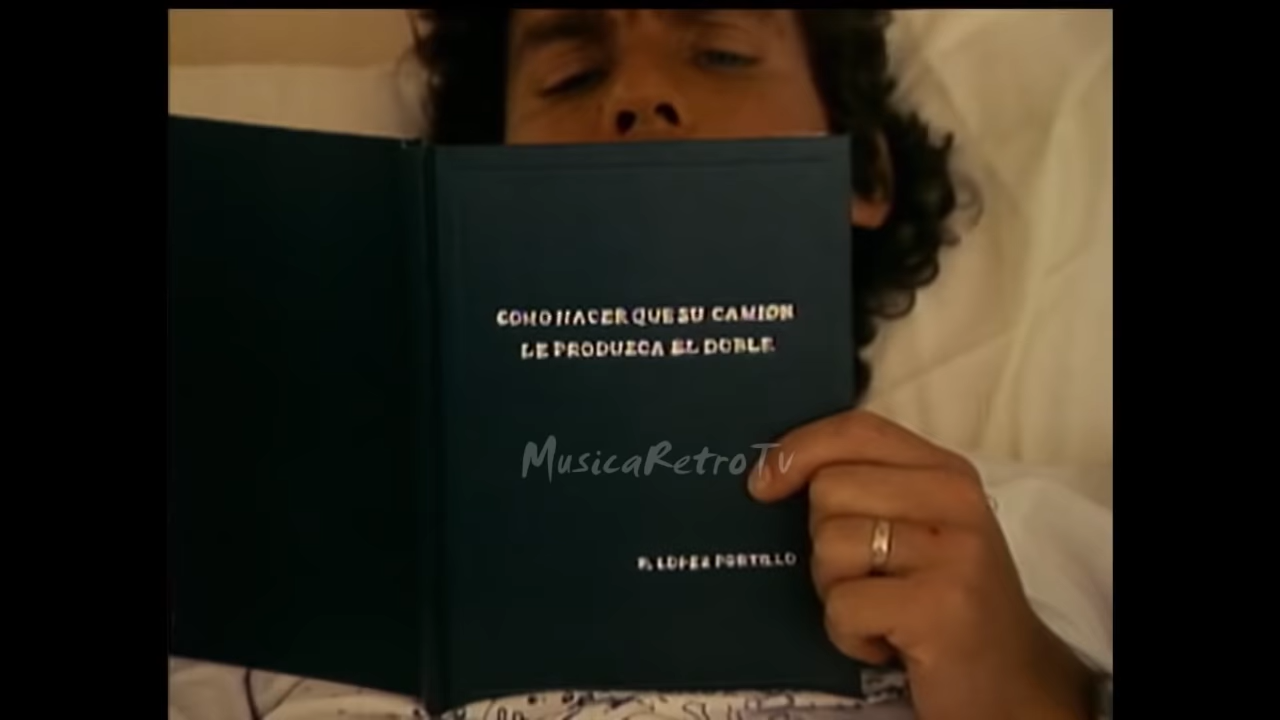 COMO HACER QUE SU CAMION
LE PRODUZCA EL DOBLE
MusicaRetroTv
F. LOPEZ PORTILLO